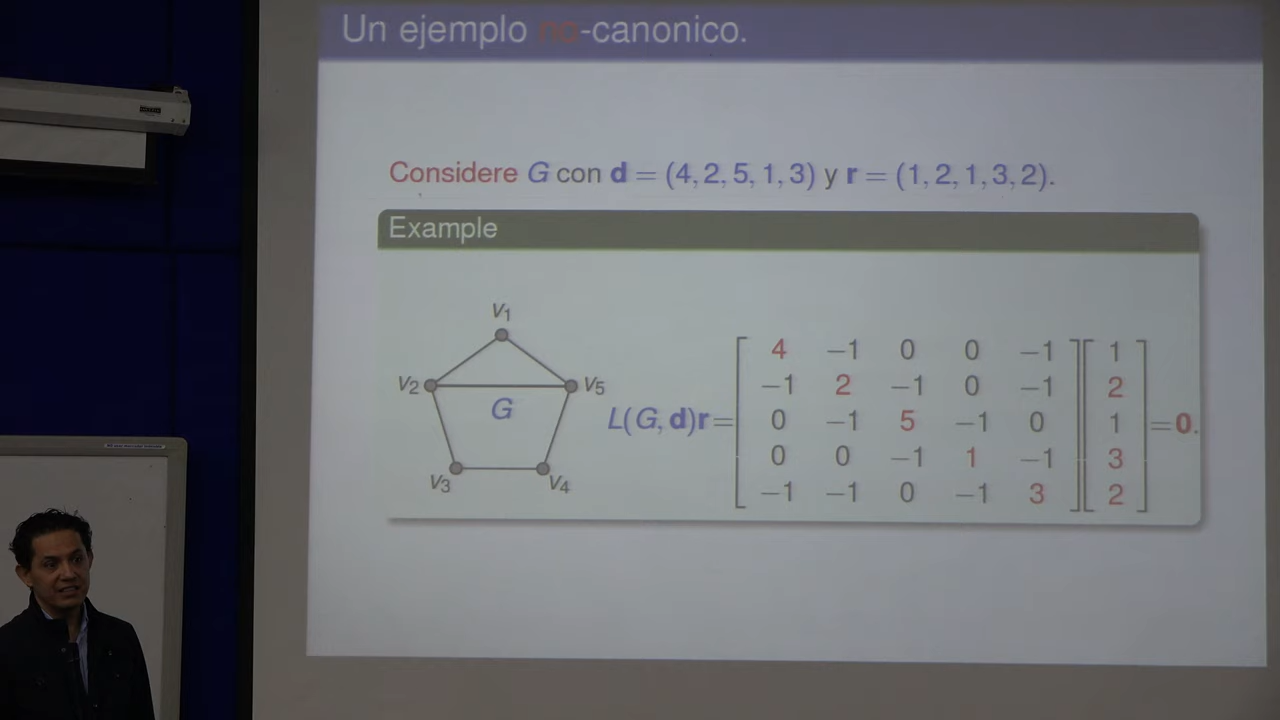 Un ejemplo no-canonico.
Considere G con d = (4, 2, 5, 1, 3) y r = (1, 2, 1, 3, 2).
Example
V1
V2
V5
G
V3
V4
L(G, d)r=
4 −1 0 0 −1 1
−1 2 −1 0 −1 2
0 −1 5 −1 0 1
0 0 −1 1 −1 3
−1 −1 0 −1 3 2
=0.